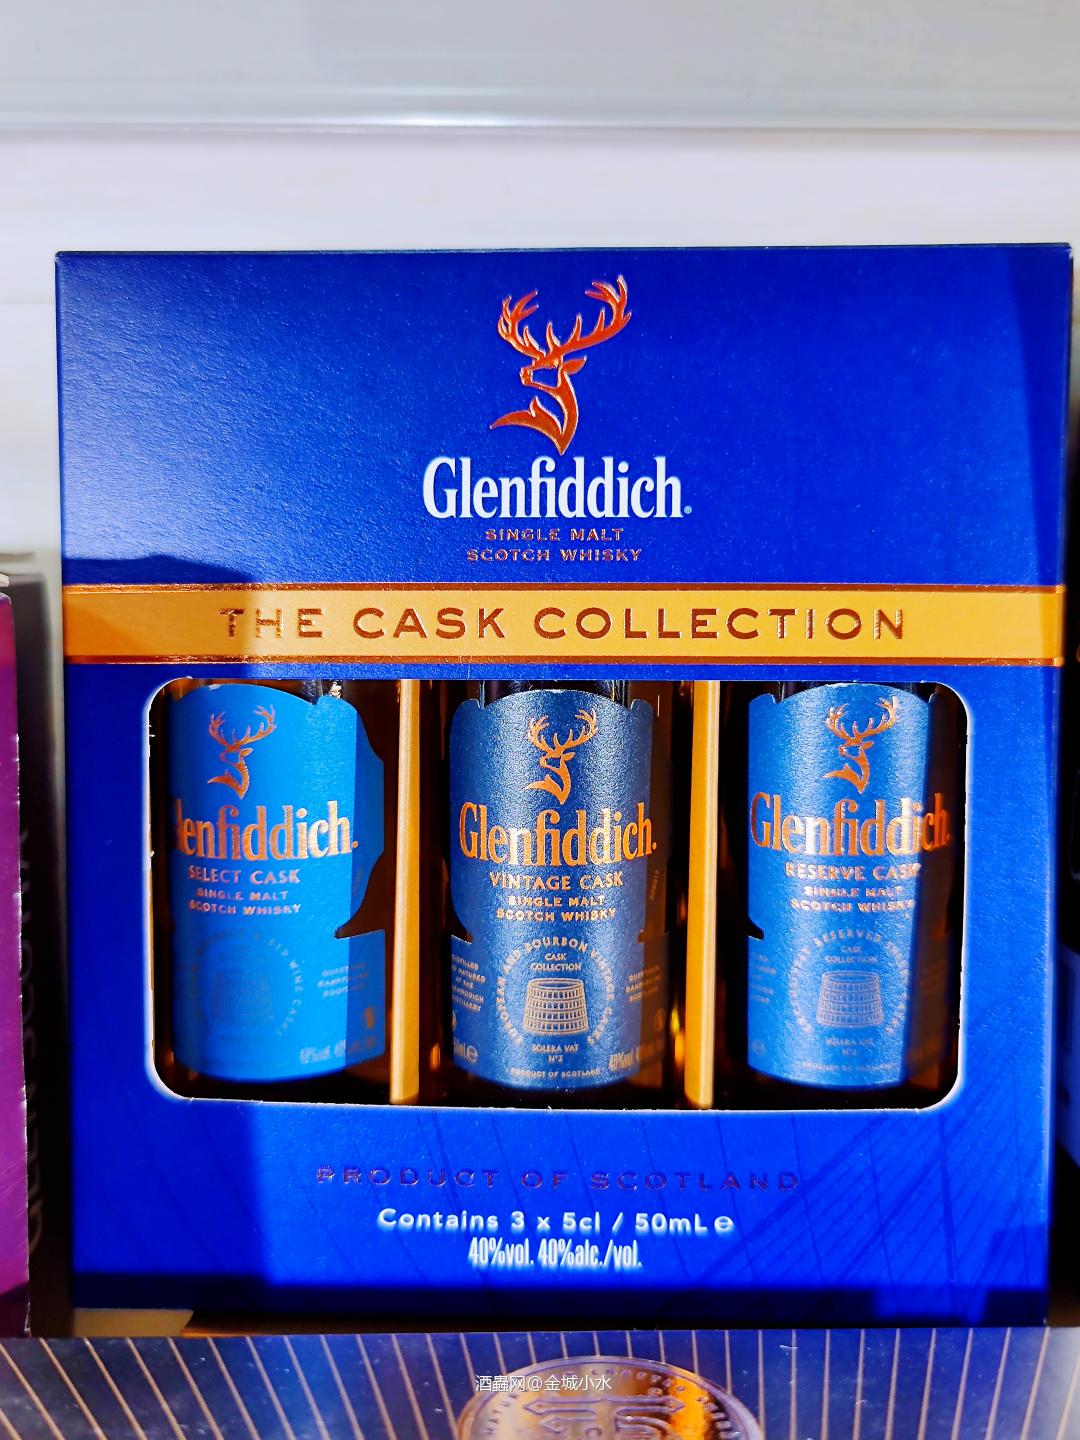 Glenfiddich®
SINGLE MALT
SCOTCH WHISKY
THE CASK COLLECTION
lenfiddich.
SELECT CASK
SINGLE MALT
SCOTCH WHISKY
Glenfiddich.
VINTAGE CASK
SINGLE MALT
SCOTCH WHISKY
BOURBON
CASK
COLLECTION
SOLERA VAT
Nº2
PRODUCT OF SCOTLAND
Glenfiddich.
RESERVE CASK
SINGLE MALT
SCOTCH WHISKY
CASK
COLLECTION
SOLERA VAT
PRODUCT OF SCOTLAND
Contains 3 x 5cl / 50mL ℮
40%vol. 40%alc./vol.
酒蟲网@金城小水